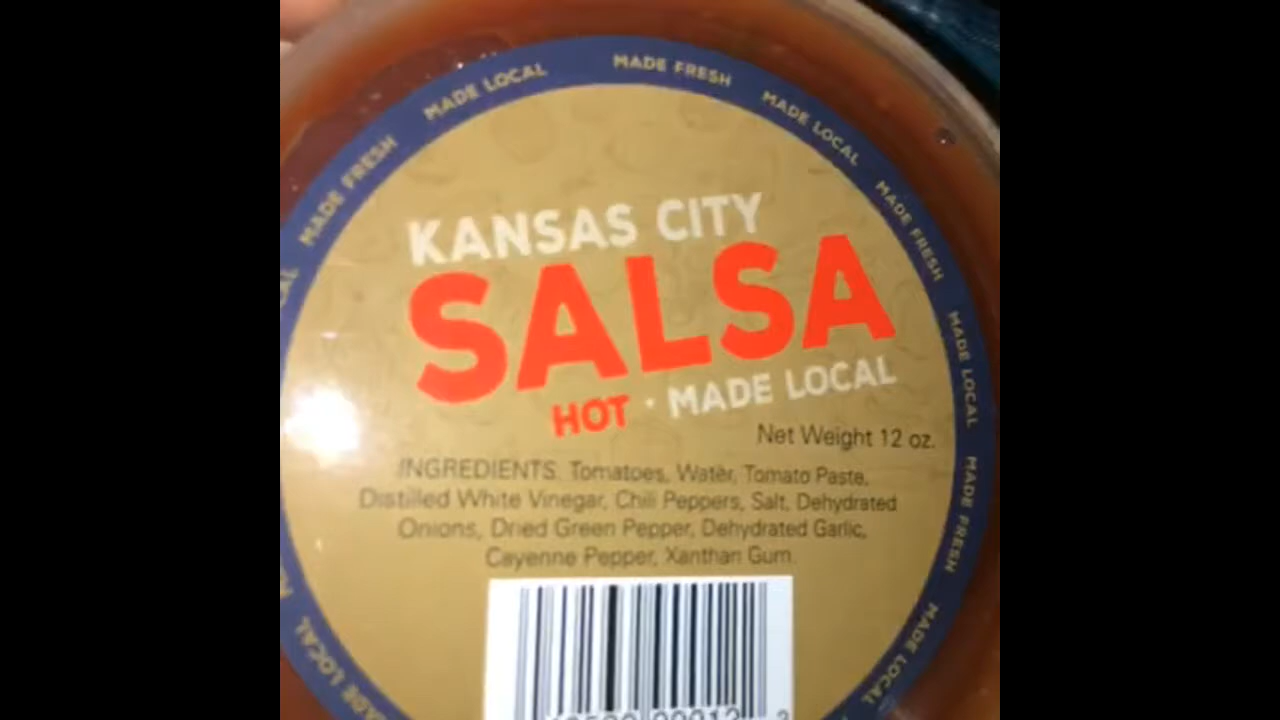 MADE FRESH
MADE LOCAL
MADE FRESH
MADE LOCAL
MADE FRESH
MADE LOCAL
MADE FRESH
MADE LOCAL
MADE LOCAL
KANSAS CITY
SALSA
HOT · MADE LOCAL
Net Weight 12 oz.
INGREDIENTS: Tomatoes, Water, Tomato Paste,
Distilled White Vinegar, Chili Peppers, Salt, Dehydrated
Onions, Dried Green Pepper, Dehydrated Garlic,
Cayenne Pepper, Xanthan Gum.